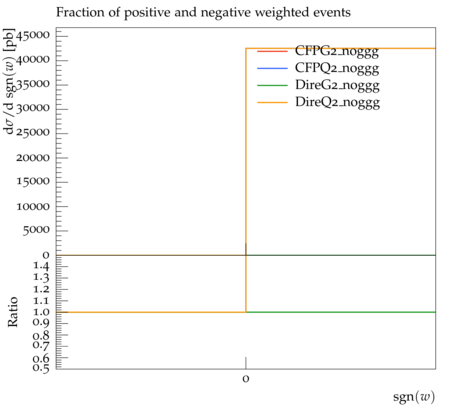 Fraction of positive and negative weighted events
dσ/d sgn(w) [pb]
45000
40000
35000
30000
25000
20000
15000
10000
5000
0
CFPG2_noggg
CFPQ2_noggg
DireG2_noggg
DireQ2_noggg
Ratio
1.4
1.3
1.2
1.1
1.0
0.9
0.8
0.7
0.6
0.5
0
sgn(w)